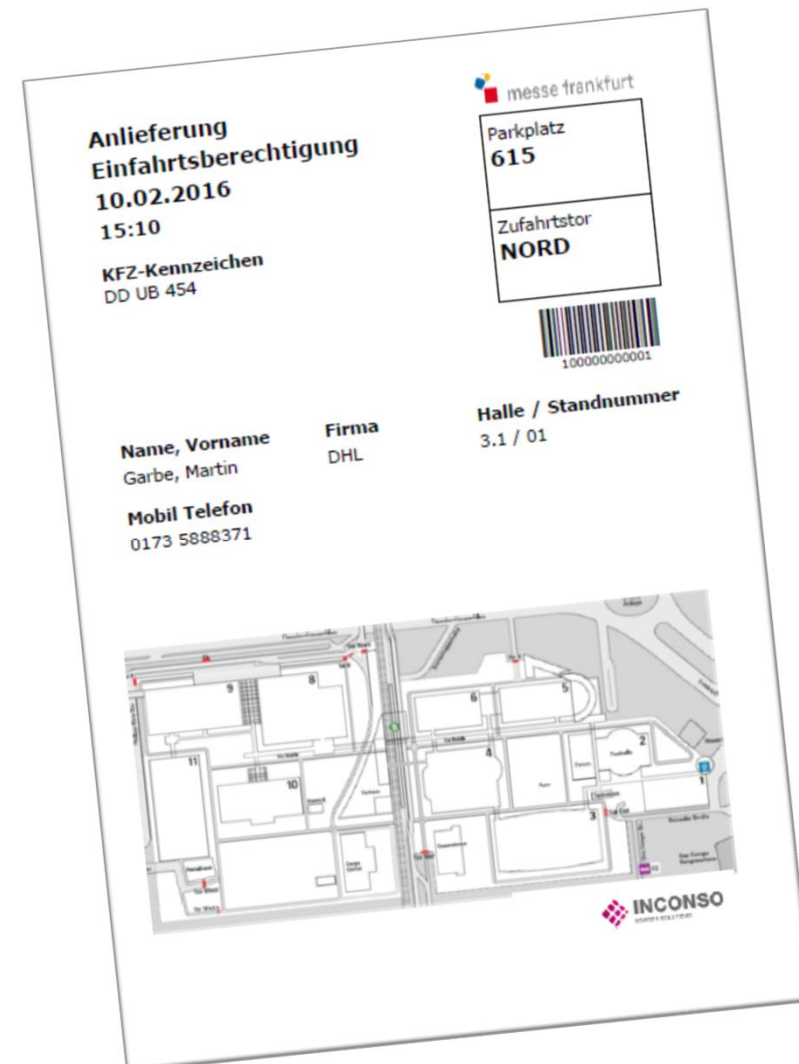 messe frankfurt
Anlieferung
Einfahrtsberechtigung
10.02.2016
15:10
KFZ-Kennzeichen
DD UB 454
Parkplatz
615
Zufahrtstor
NORD
100000000001
Name, Vorname
Garbe, Martin
Firma
DHL
Halle / Standnummer
3.1 / 01
Mobil Telefon
0173 5888371
Tor Nord
9
8
6
5
11
10
4
2
1
3
INCONSO